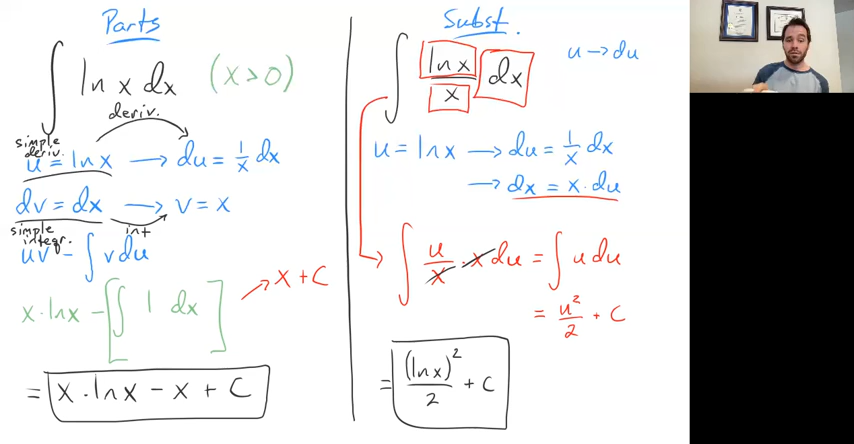 Parts
∫ ln x dx (x > 0)
deriv.
simple deriv.
u = ln x → du = 1/x dx
dv = dx → v = x
simple integr.
int
uv - ∫ v du
x · ln x - [∫ 1 dx] → x + C
= x · ln x - x + C
Subst.
∫ ln x / x dx u → du
u = ln x → du = 1/x dx
→ dx = x · du
∫ u/x · x du = ∫ u du
= u²/2 + C
= (ln x)²/2 + C